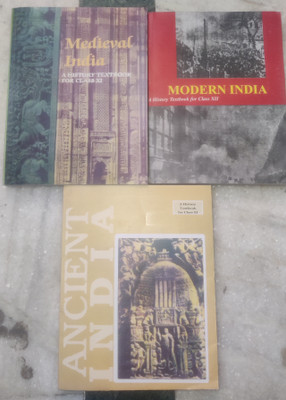 Medieval
India
A HISTORY TEXTBOOK
FOR CLASS XI
MODERN INDIA
A History Textbook for Class XII
ANCIENT
INDIA
A History
Textbook
for Class XI